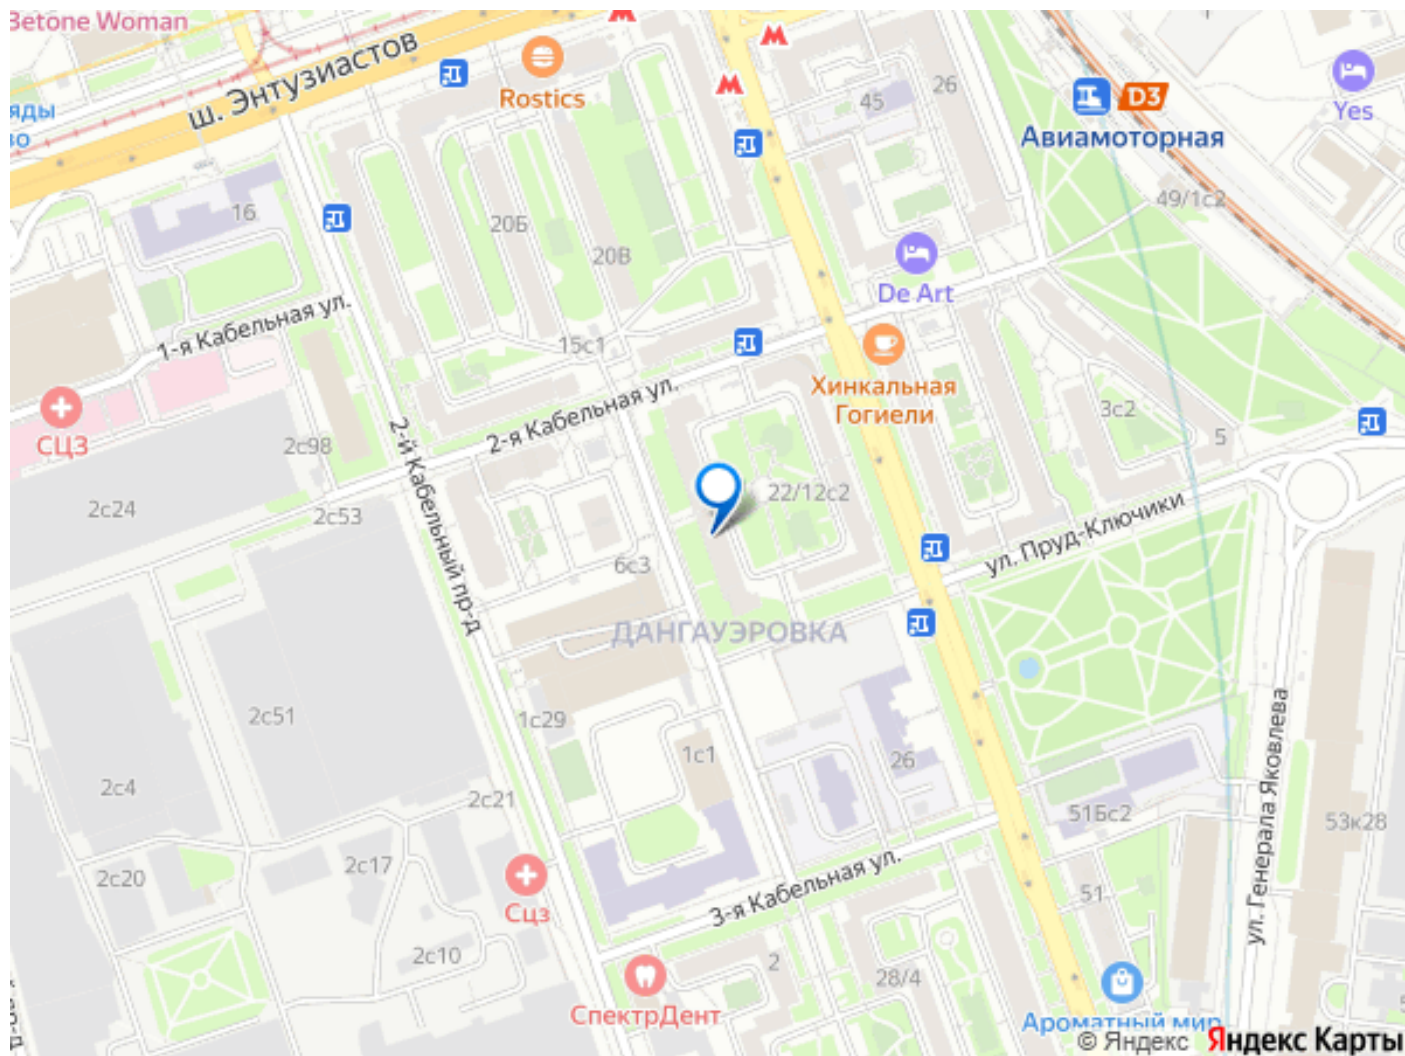 Betone Woman
ш. Энтузиастов
Rostics
М
М
М
45
26
D3
Авиамоторная
Yes
яды
во
16
20Б
20В
49/1с2
De Art
1-я Кабельная ул.
15с1
Хинкальная
Гогиели
2-я Кабельная ул.
3с2
5
СЦЗ
2с98
2-й Кабельный пр-д
2с24
2с53
22/12с2
ул. Пруд-Ключики
6с3
ДАНГАУЭРОВКА
2с51
1с29
1с1
26
ул. Генерала Яковлева
2с4
2с21
51Бс2
53к28
2с20
2с17
Сцз
3-я Кабельная ул.
51
2с10
2
28/4
СпектрДент
Ароматный мир
© Яндекс Яндекс Карты